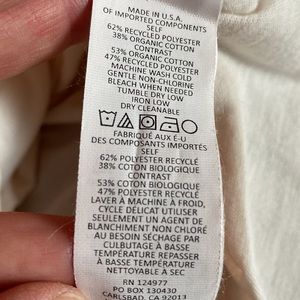 MADE IN U.S.A.
OF IMPORTED COMPONENTS
SELF
62% RECYCLED POLYESTER
38% ORGANIC COTTON
CONTRAST
53% ORGANIC COTTON
47% RECYCLED POLYESTER
MACHINE WASH COLD
GENTLE NON-CHLORINE
BLEACH WHEN NEEDED
TUMBLE DRY LOW
IRON LOW
DRY CLEANABLE
FABRIQUÉ AUX É-U
DES COMPOSANTS IMPORTÉS
SELF
62% POLYESTER RECYCLÉ
38% COTON BIOLOGIQUE
CONTRAST
53% COTON BIOLOGIQUE
47% POLYESTER RECYCLÉ
LAVER À MACHINE À FROID,
CYCLE DÉLICAT UTILISER
SEULEMENT UN AGENT DE
BLANCHIMENT NON CHLORÉ
AU BESOIN SÉCHAGE PAR
CULBUTAGE À BASSE
TEMPÉRATURE REPASSER
À BASSE TEMPÉRATURE
NETTOYABLE A SEC
RN 124977
PO BOX 130430
CARLSBAD, CA 92013